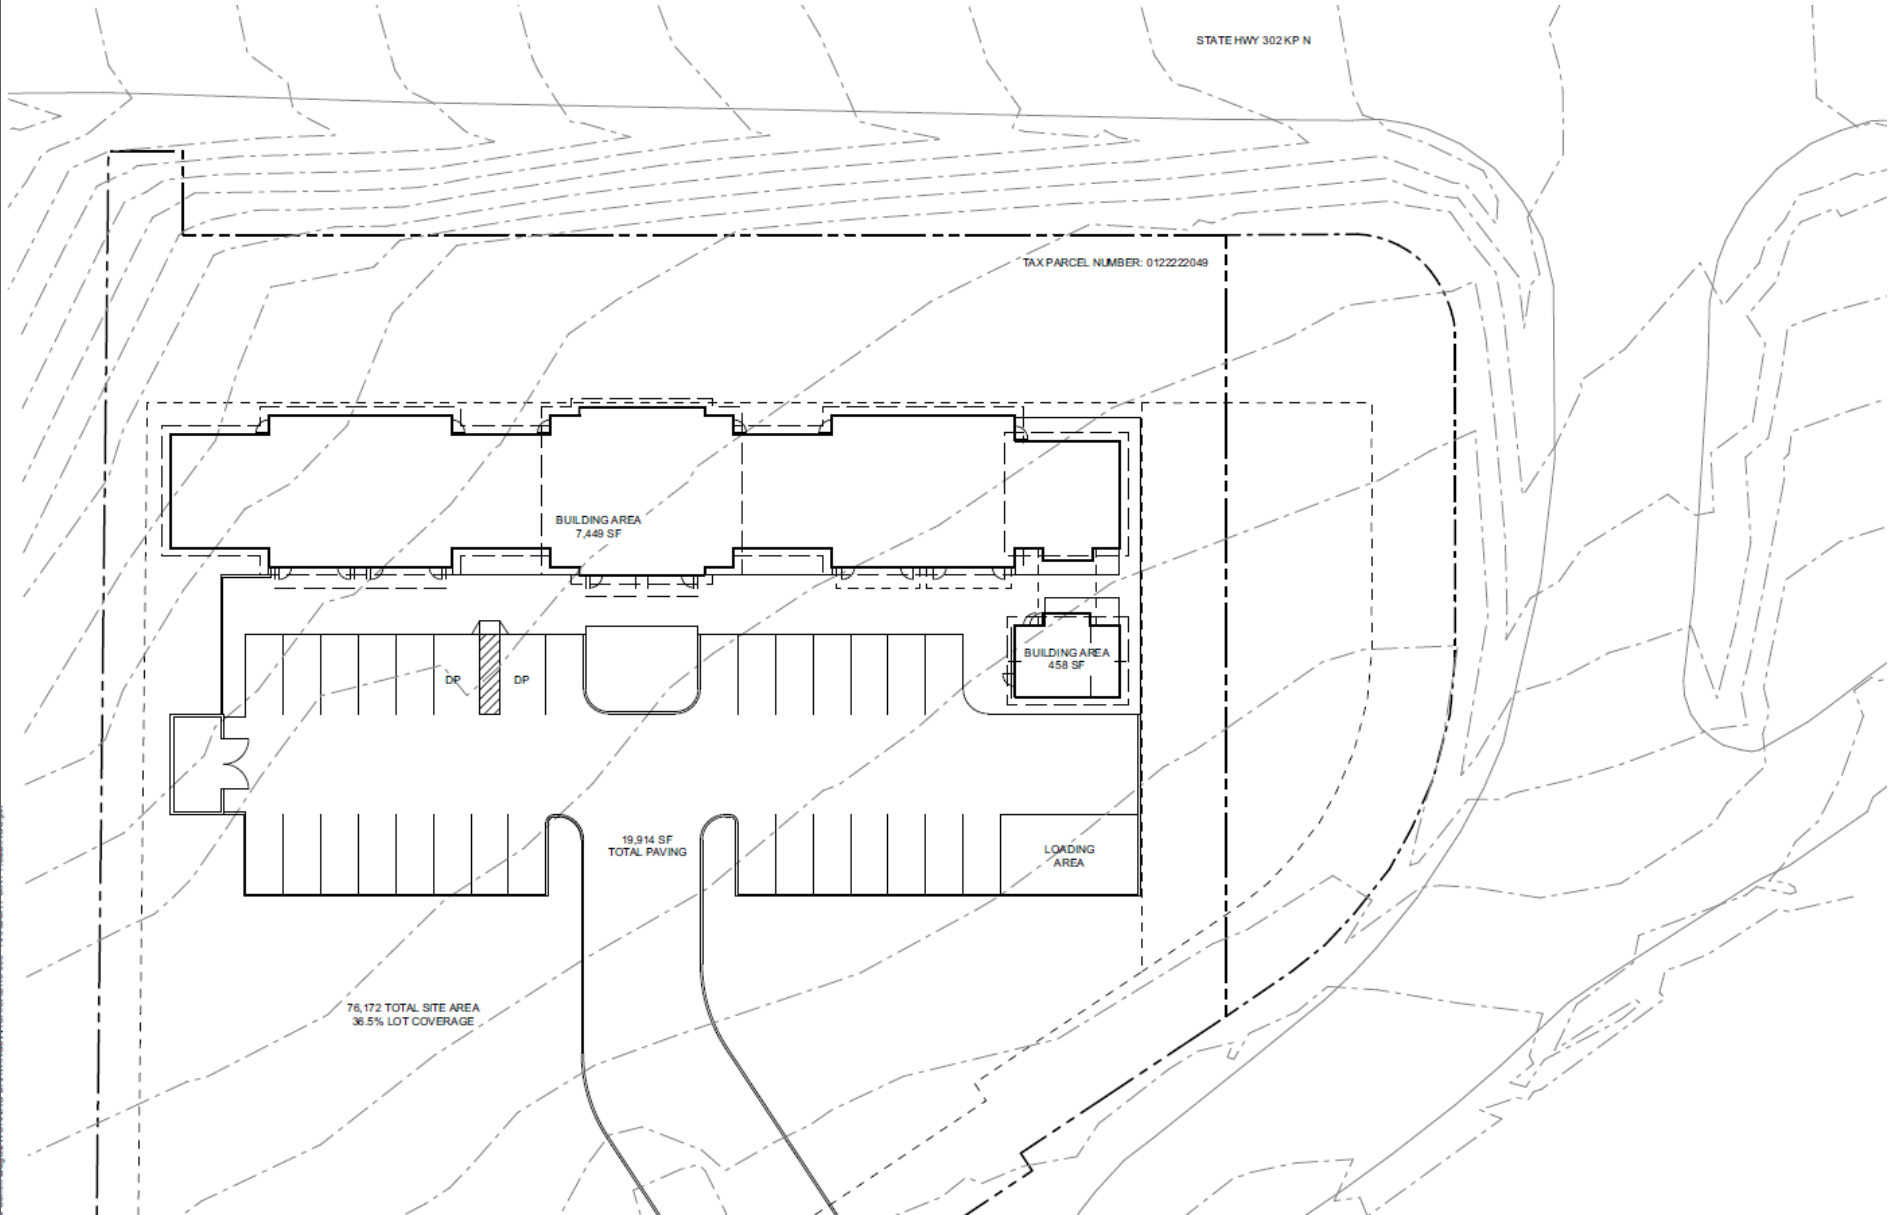 STATE HWY 302 KP N
TAX PARCEL NUMBER: 0122222049
BUILDING AREA
7,449 SF
BUILDING AREA
458 SF
DP
DP
19,914 SF
TOTAL PAVING
LOADING
AREA
76,172 TOTAL SITE AREA
36.5% LOT COVERAGE